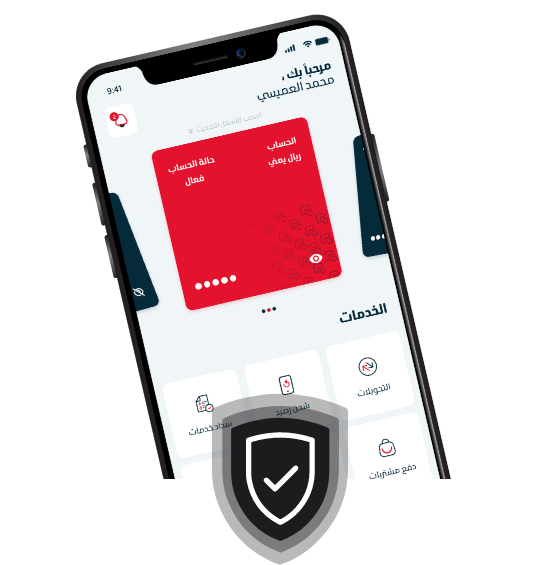 9:41
مرحباً بك ،
محمد العميسي
2
اسحب للأسفل للتحديث
الحساب
ريال يمني
حالة الحساب
فعال
الخدمات
التحويلات
شحن رصيد
سداد خدمات
دفع مشتريات